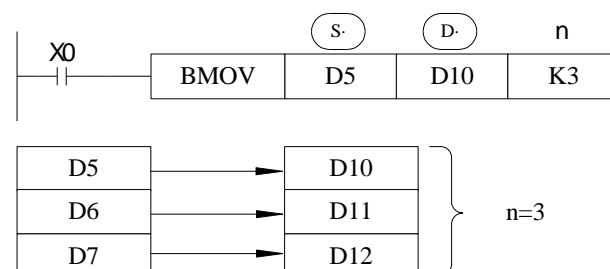 S· D· n
X0
BMOV D5 D10 K3
D5 D10
D6 D11 n=3
D7 D12